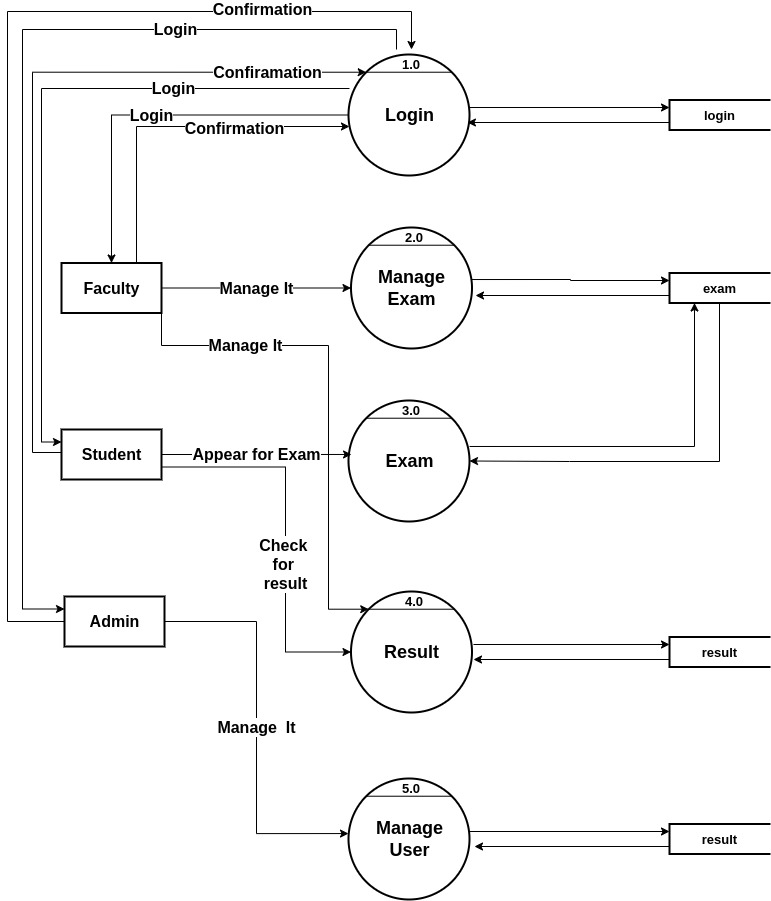 Confirmation
Login
1.0
Confiramation
Login
Login
Login
login
Confirmation
2.0
Manage
Exam
Faculty
Manage It
exam
Manage It
3.0
Student
Appear for Exam
Exam
Check
for
result
4.0
Admin
Result
result
Manage It
5.0
Manage
User
result